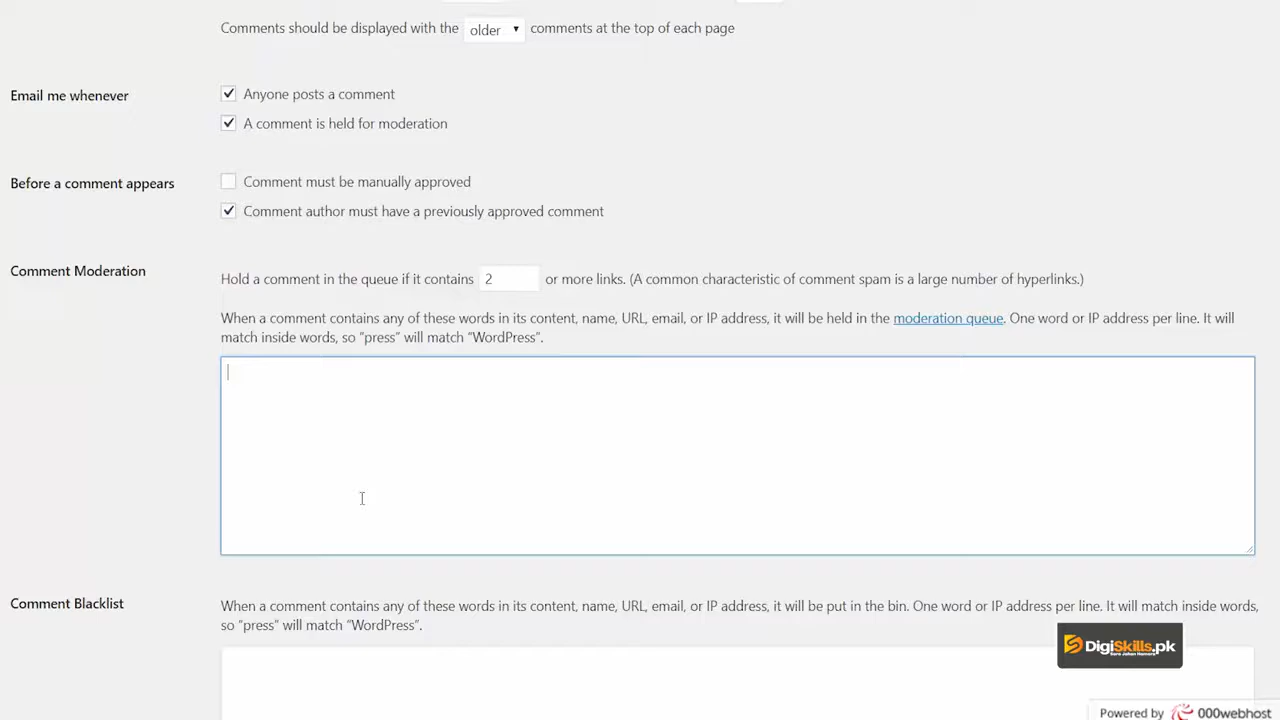 Comments should be displayed with the older comments at the top of each page
Email me whenever
Anyone posts a comment
A comment is held for moderation
Before a comment appears
Comment must be manually approved
Comment author must have a previously approved comment
Comment Moderation
Hold a comment in the queue if it contains 2 or more links. (A common characteristic of comment spam is a large number of hyperlinks.)
When a comment contains any of these words in its content, name, URL, email, or IP address, it will be held in the moderation queue. One word or IP address per line. It will
match inside words, so “press” will match “WordPress”.
Comment Blacklist
When a comment contains any of these words in its content, name, URL, email, or IP address, it will be put in the bin. One word or IP address per line. It will match inside words,
so “press” will match “WordPress”.
DigiSkills.pk
Powered by 000webhost